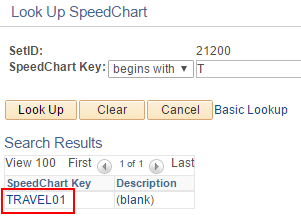 Look Up SpeedChart
SetID: 21200
SpeedChart Key: begins with T
Look Up Clear Cancel Basic Lookup
Search Results
View 100 First 1 of 1 Last
SpeedChart Key Description
TRAVEL01 (blank)